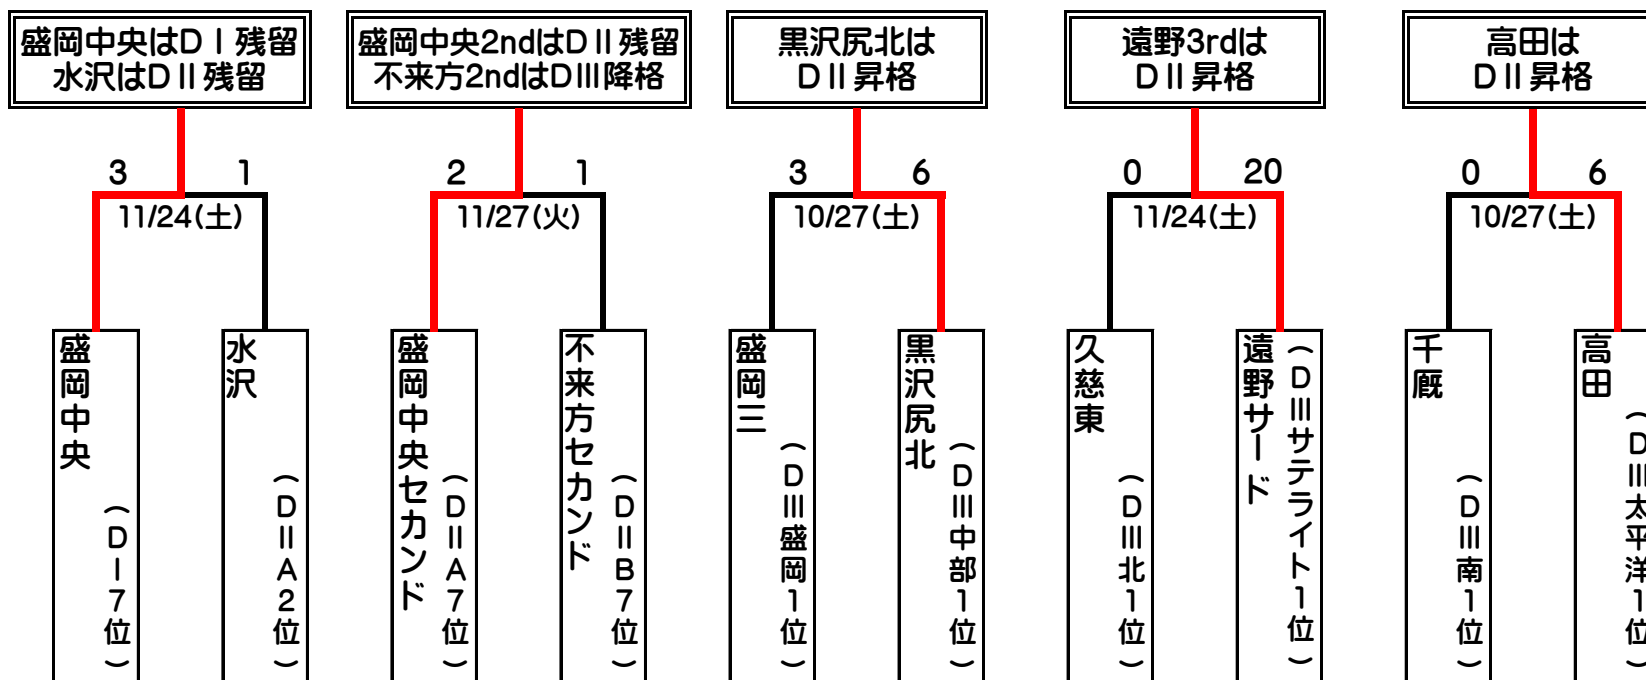 盛岡中央はDⅠ残留
水沢はDⅡ残留
盛岡中央2ndはDⅡ残留
不来方2ndはDⅢ降格
黒沢尻北は
DⅡ昇格
遠野3rdは
DⅡ昇格
高田は
DⅡ昇格
3 1
11/24(土)
2 1
11/27(火)
3 6
10/27(土)
0 20
11/24(土)
0 6
10/27(土)
盛岡中央
(DⅠ7位)
水沢
(DⅡA2位)
盛岡中央セカンド
(DⅡA7位)
不来方セカンド
(DⅡB7位)
盛岡三
(DⅢ盛岡1位)
黒沢尻北
(DⅢ中部1位)
久慈東
(DⅢ北1位)
遠野サード
(DⅢサテライト1位)
千厩
(DⅢ南1位)
高田
(DⅢ太平洋1位)